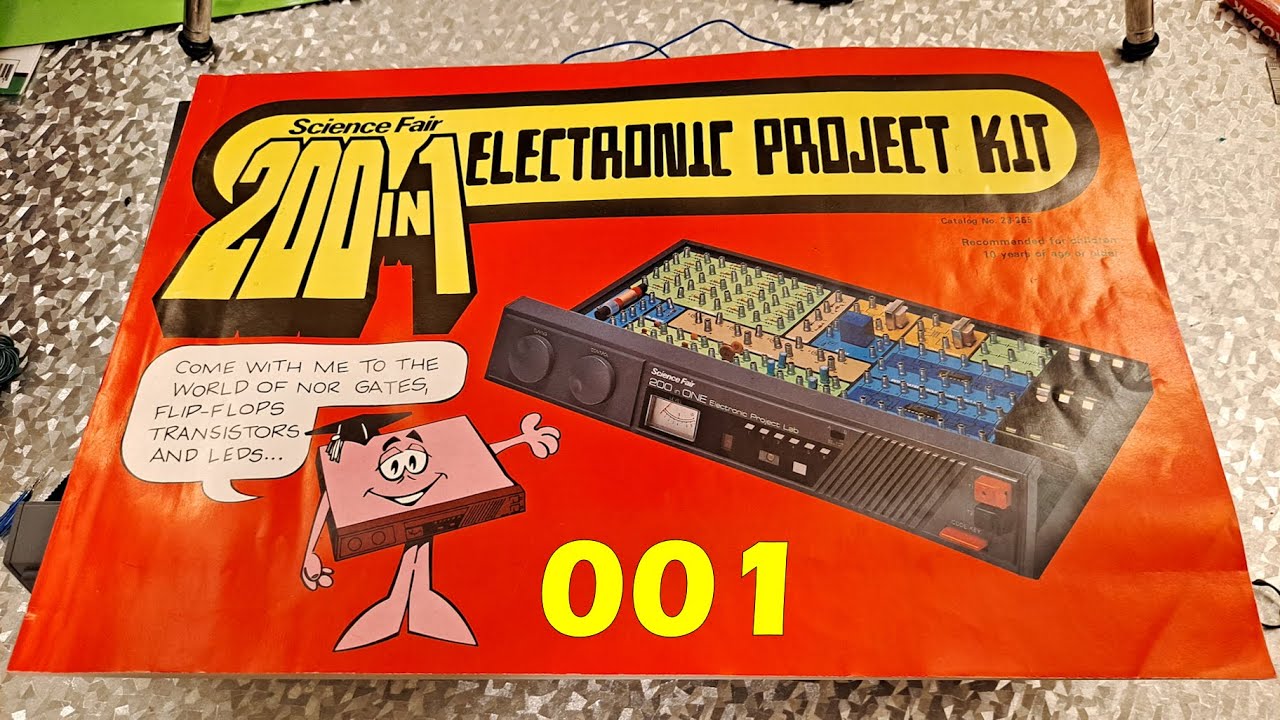 KODAK
Science Fair
200 IN 1
ELECTRONIC PROJECT KIT
Catalog No. 23-265
Recommended for children
10 years of age or older
COME WITH ME TO THE
WORLD OF NOR GATES,
FLIP-FLOPS
TRANSISTORS
AND LEDS...
Science Fair
200 in ONE Electronic Project Lab
001